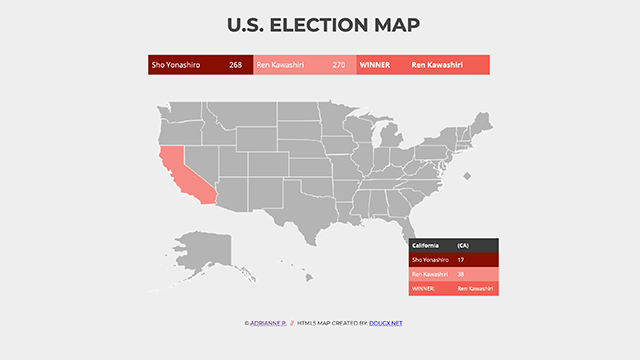 U.S. ELECTION MAP
Sho Yonashiro 268 Ren Kawashiri 270 WINNER Ren Kawashiri
California (CA)
Sho Yonashiro 17
Ren Kawashiri 38
WINNER: Ren Kawashiri
© ADRIANNE P. // HTML5 MAP CREATED BY: DOUGX.NET